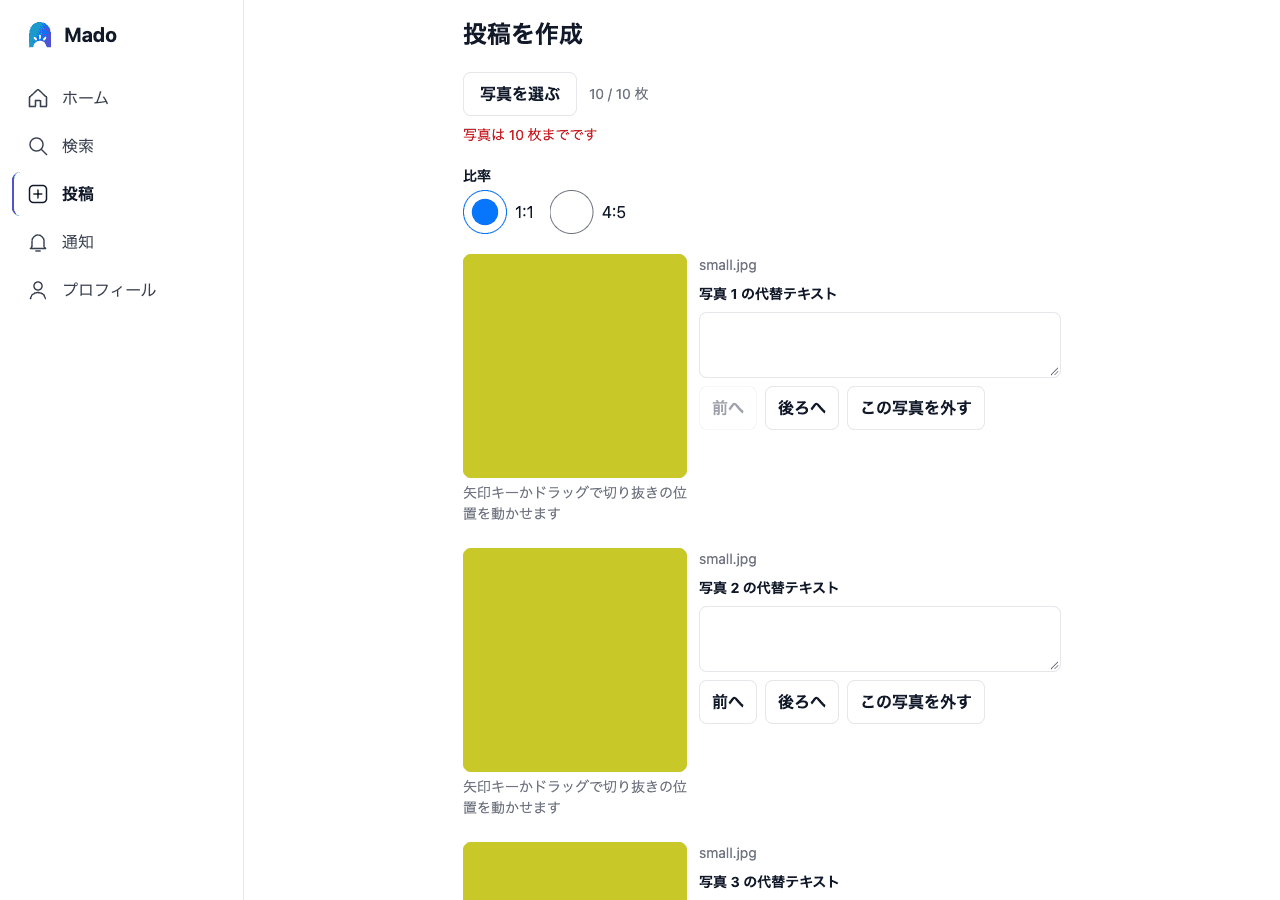 Mado
ホーム
検索
投稿
通知
プロフィール
投稿を作成
写真を選ぶ 10 / 10 枚
写真は 10 枚までです
比率
1:1 4:5
small.jpg
写真 1 の代替テキスト
前へ 後ろへ この写真を外す
矢印キーかドラッグで切り抜きの位
置を動かせます
small.jpg
写真 2 の代替テキスト
前へ 後ろへ この写真を外す
矢印キーかドラッグで切り抜きの位
置を動かせます
small.jpg
写真 3 の代替テキスト